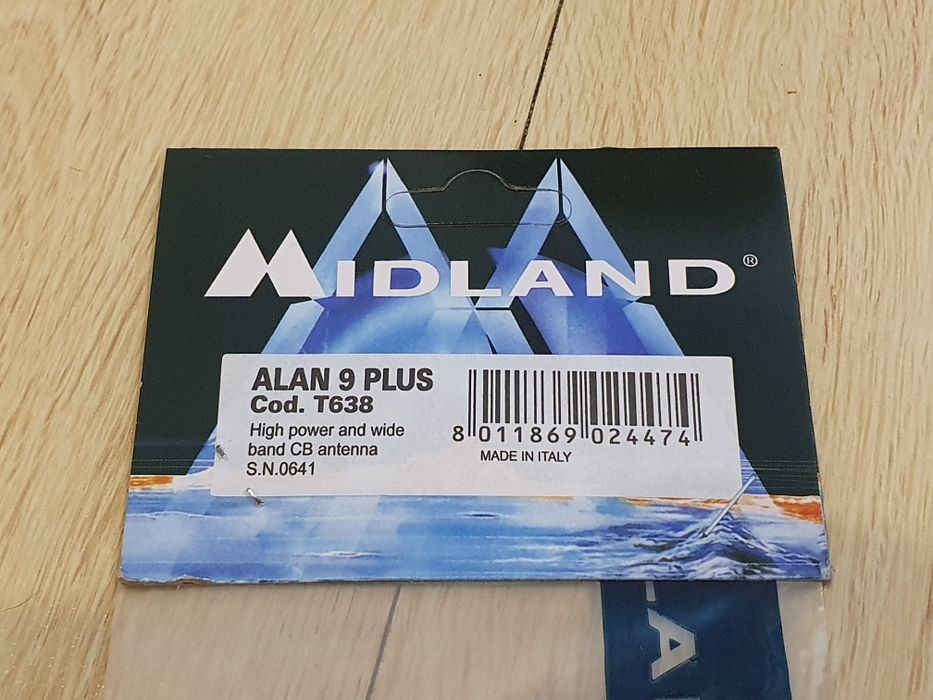 MIDLAND®
ALAN 9 PLUS
Cod. T638
High power and wide
band CB antenna
S.N.0641
8 011869 024474
MADE IN ITALY
LA